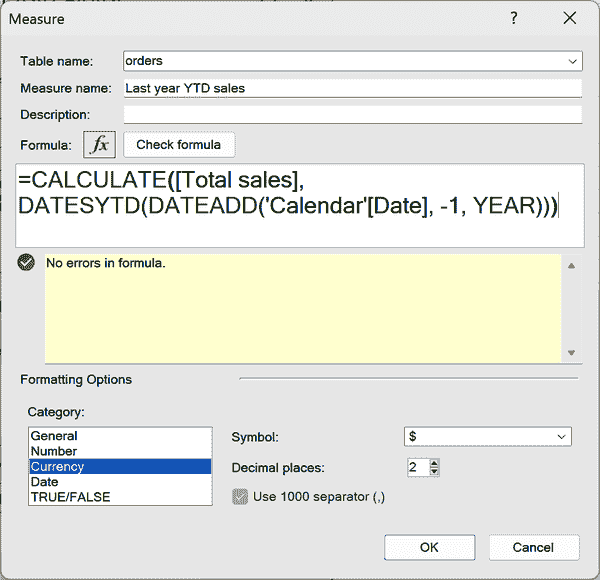 Measure ? ×
Table name: orders
Measure name: Last year YTD sales
Description:
Formula: fx Check formula
=CALCULATE([Total sales],
DATESYTD(DATEADD('Calendar'[Date], -1, YEAR)))
No errors in formula.
Formatting Options
Category:
General
Number
Currency
Date
TRUE/FALSE
Symbol: $
Decimal places: 2
Use 1000 separator (,)
OK Cancel